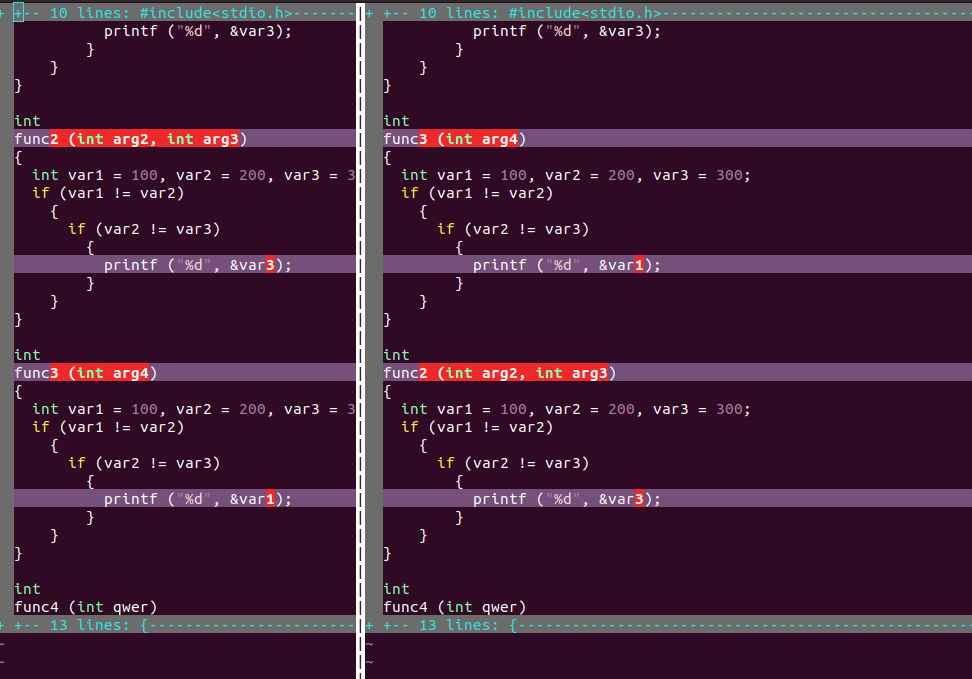 + +-- 10 lines: #include<stdio.h>-------
          printf ("%d", &var3);
        }
    }
}

int
func2 (int arg2, int arg3)
{
  int var1 = 100, var2 = 200, var3 = 3
  if (var1 != var2)
    {
      if (var2 != var3)
        {
          printf ("%d", &var3);
        }
    }
}

int
func3 (int arg4)
{
  int var1 = 100, var2 = 200, var3 = 3
  if (var1 != var2)
    {
      if (var2 != var3)
        {
          printf ("%d", &var1);
        }
    }
}

int
func4 (int qwer)
+ +-- 13 lines: {-----------------------
~
~
+ +-- 10 lines: #include<stdio.h>-----------------------------------
          printf ("%d", &var3);
        }
    }
}

int
func3 (int arg4)
{
  int var1 = 100, var2 = 200, var3 = 300;
  if (var1 != var2)
    {
      if (var2 != var3)
        {
          printf ("%d", &var1);
        }
    }
}

int
func2 (int arg2, int arg3)
{
  int var1 = 100, var2 = 200, var3 = 300;
  if (var1 != var2)
    {
      if (var2 != var3)
        {
          printf ("%d", &var3);
        }
    }
}

int
func4 (int qwer)
+ +-- 13 lines: {---------------------------------------------------
~
~